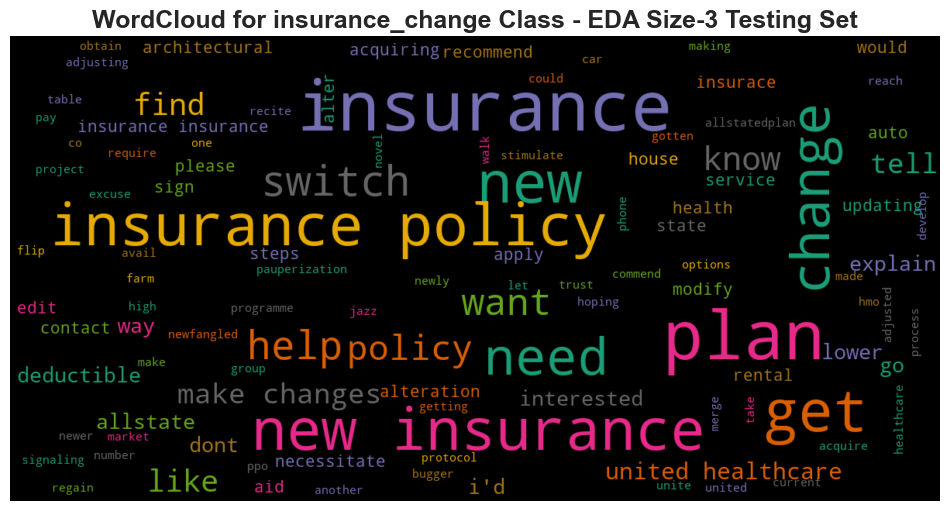 WordCloud for insurance_change Class - EDA Size-3 Testing Set
obtain
architectural
acquiring
recommend
making
would
adjusting
car
find
insurance
alter
could
insurace
reach
table
recite
pay
insurance insurance
allstatedplan
change
auto
co
one
novel
walk
gotten
require
please
stimulate
house
know
tell
project
switch
new
service
excuse
sign
phone
health
updating
develop
insurance policy
state
flip
avail
steps
apply
explain
pauperization
options
farm
newly
let
trust
commend
hoping
modify
made
edit
high
programme
jazz
want
plan
hmo
adjusted
process
contact
way
newfangled
help
policy
need
lower
make
group
go
deductible
rental
make changes
alteration
interested
getting
merge
take
get
healthcare
allstate
new insurance
newer
market
dont
acquire
signaling
number
ppo
necessitate
protocol
bugger
united healthcare
like
aid
i'd
regain
another
unite
united
current